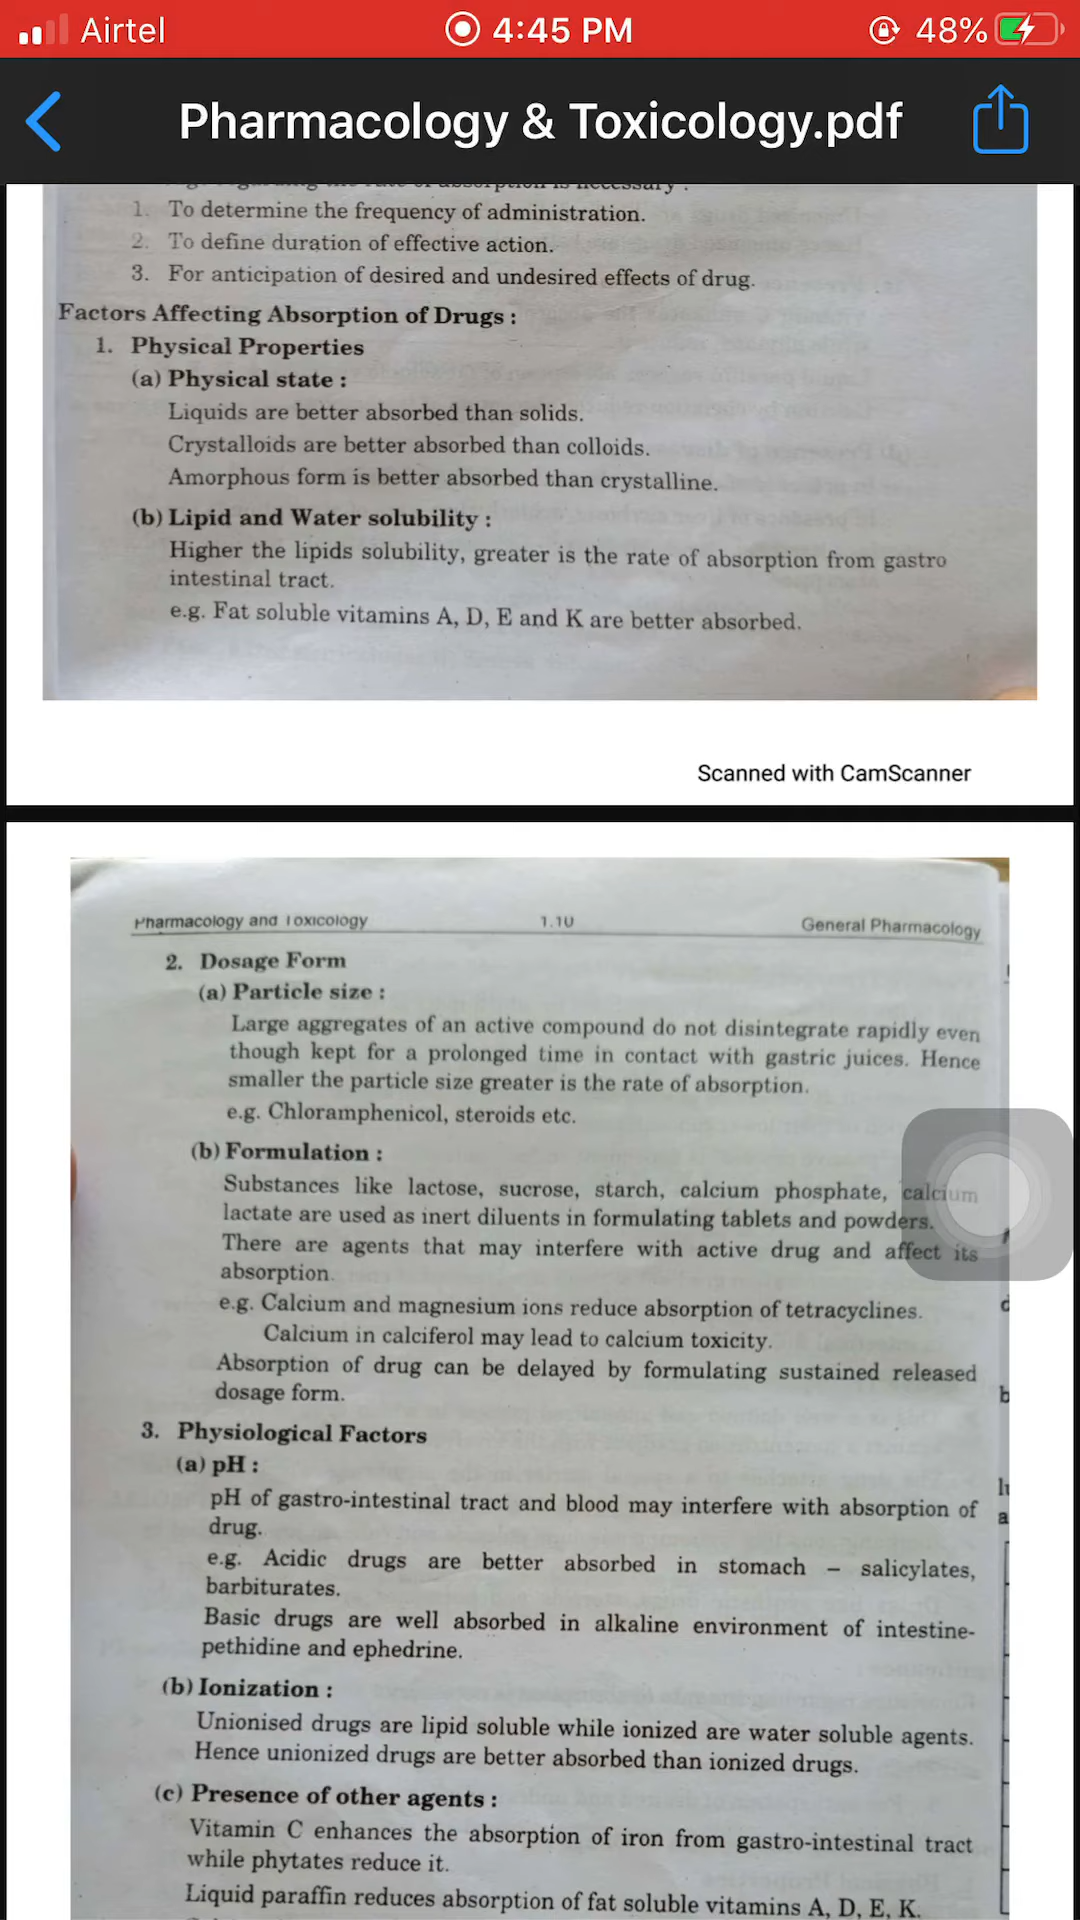 Airtel 4:45 PM 48%
Pharmacology & Toxicology.pdf
regarding the rate of absorption is necessary :
1. To determine the frequency of administration.
2. To define duration of effective action.
3. For anticipation of desired and undesired effects of drug.
Factors Affecting Absorption of Drugs :
1. Physical Properties
(a) Physical state :
Liquids are better absorbed than solids.
Crystalloids are better absorbed than colloids.
Amorphous form is better absorbed than crystalline.
(b) Lipid and Water solubility :
Higher the lipids solubility, greater is the rate of absorption from gastro
intestinal tract.
e.g. Fat soluble vitamins A, D, E and K are better absorbed.
Scanned with CamScanner
Pharmacology and Toxicology 1.10 General Pharmacology
2. Dosage Form
(a) Particle size :
Large aggregates of an active compound do not disintegrate rapidly even
though kept for a prolonged time in contact with gastric juices. Hence
smaller the particle size greater is the rate of absorption.
e.g. Chloramphenicol, steroids etc.
(b) Formulation :
Substances like lactose, sucrose, starch, calcium phosphate, calcium
lactate are used as inert diluents in formulating tablets and powders.
There are agents that may interfere with active drug and affect its
absorption.
e.g. Calcium and magnesium ions reduce absorption of tetracyclines.
Calcium in calciferol may lead to calcium toxicity.
Absorption of drug can be delayed by formulating sustained released
dosage form.
3. Physiological Factors
(a) pH :
pH of gastro-intestinal tract and blood may interfere with absorption of
drug.
e.g. Acidic drugs are better absorbed in stomach – salicylates,
barbiturates.
Basic drugs are well absorbed in alkaline environment of intestine-
pethidine and ephedrine.
(b) Ionization :
Unionised drugs are lipid soluble while ionized are water soluble agents.
Hence unionized drugs are better absorbed than ionized drugs.
(c) Presence of other agents :
Vitamin C enhances the absorption of iron from gastro-intestinal tract
while phytates reduce it.
Liquid paraffin reduces absorption of fat soluble vitamins A, D, E, K.